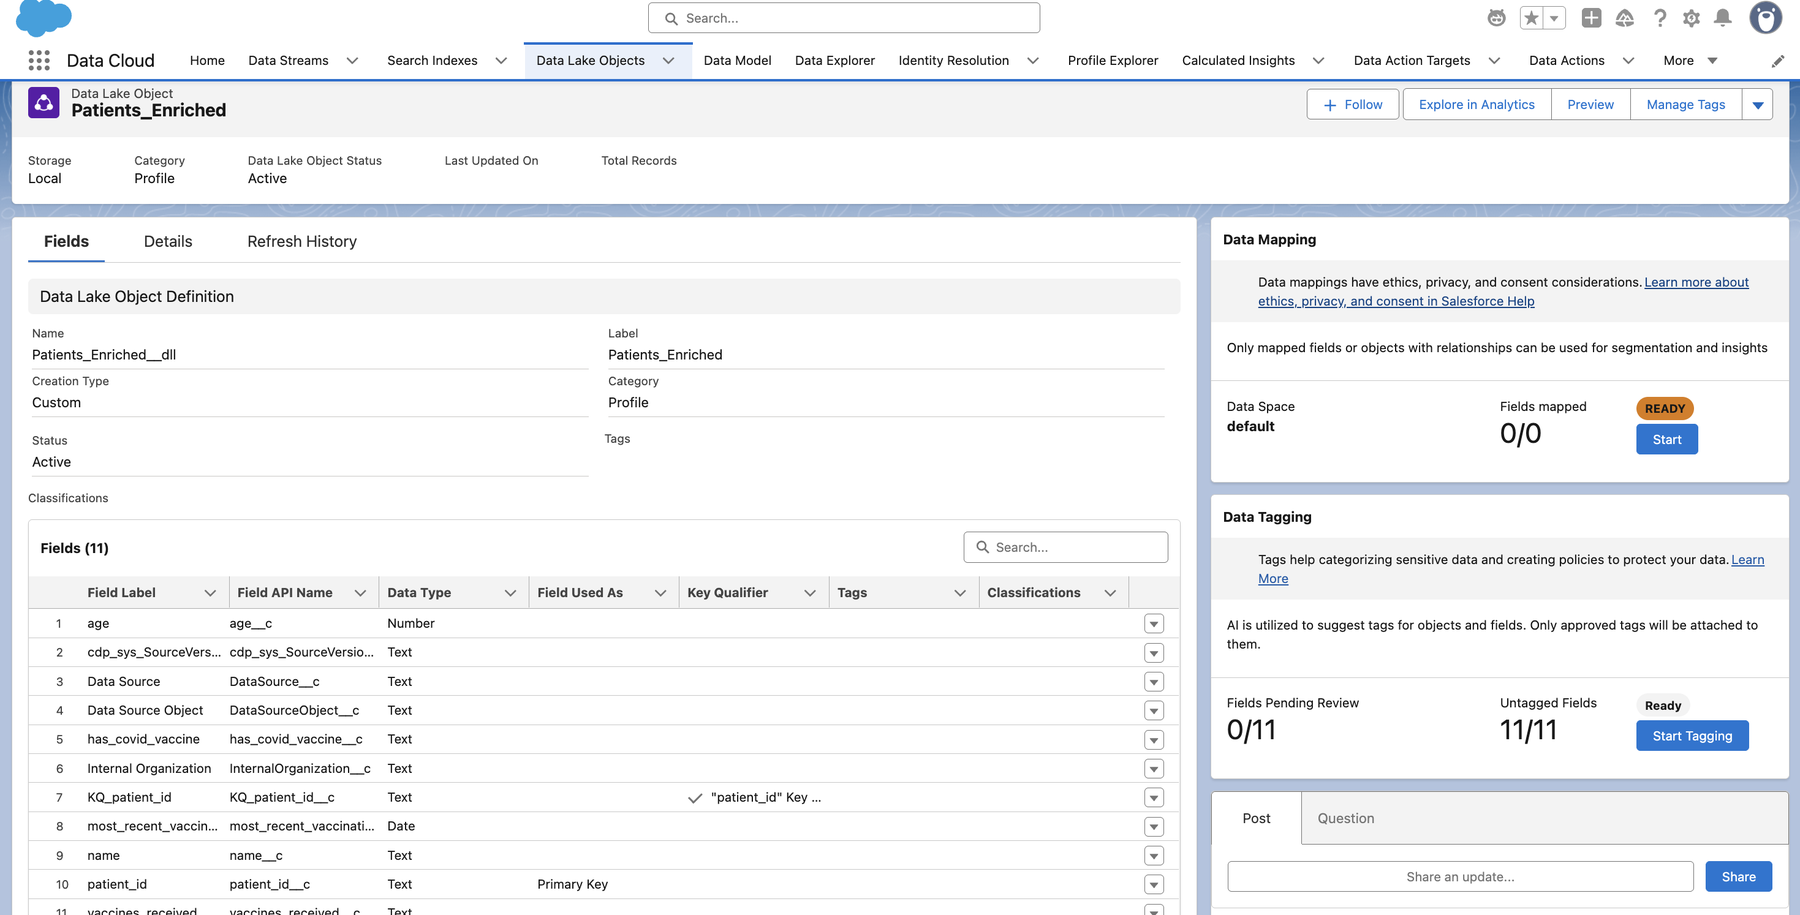 Search...
Data Cloud
Home
Data Streams
Search Indexes
Data Lake Objects
Data Model
Data Explorer
Identity Resolution
Profile Explorer
Calculated Insights
Data Action Targets
Data Actions
More
Data Lake Object
Patients_Enriched
Follow
Explore in Analytics
Preview
Manage Tags
Storage
Category
Data Lake Object Status
Last Updated On
Total Records
Local
Profile
Active
Fields
Details
Refresh History
Data Lake Object Definition
Name
Patients_Enriched__dll
Label
Patients_Enriched
Creation Type
Custom
Category
Profile
Status
Active
Tags
Classifications
Fields (11)
Search...
Field Label
Field API Name
Data Type
Field Used As
Key Qualifier
Tags
Classifications
1 age age__c Number
2 cdp_sys_SourceVers... cdp_sys_SourceVersio... Text
3 Data Source DataSource__c Text
4 Data Source Object DataSourceObject__c Text
5 has_covid_vaccine has_covid_vaccine__c Text
6 Internal Organization InternalOrganization__c Text
7 KQ_patient_id KQ_patient_id__c Text "patient_id" Key ...
8 most_recent_vaccin... most_recent_vaccinati... Date
9 name name__c Text
10 patient_id patient_id__c Text Primary Key
11 vaccines_received vaccines_received__c Text
Data Mapping
Data mappings have ethics, privacy, and consent considerations. Learn more about
ethics, privacy, and consent in Salesforce Help
Only mapped fields or objects with relationships can be used for segmentation and insights
Data Space
default
Fields mapped
0/0
READY
Start
Data Tagging
Tags help categorizing sensitive data and creating policies to protect your data. Learn
More
AI is utilized to suggest tags for objects and fields. Only approved tags will be attached to
them.
Fields Pending Review
0/11
Untagged Fields
11/11
Ready
Start Tagging
Post
Question
Share an update...
Share